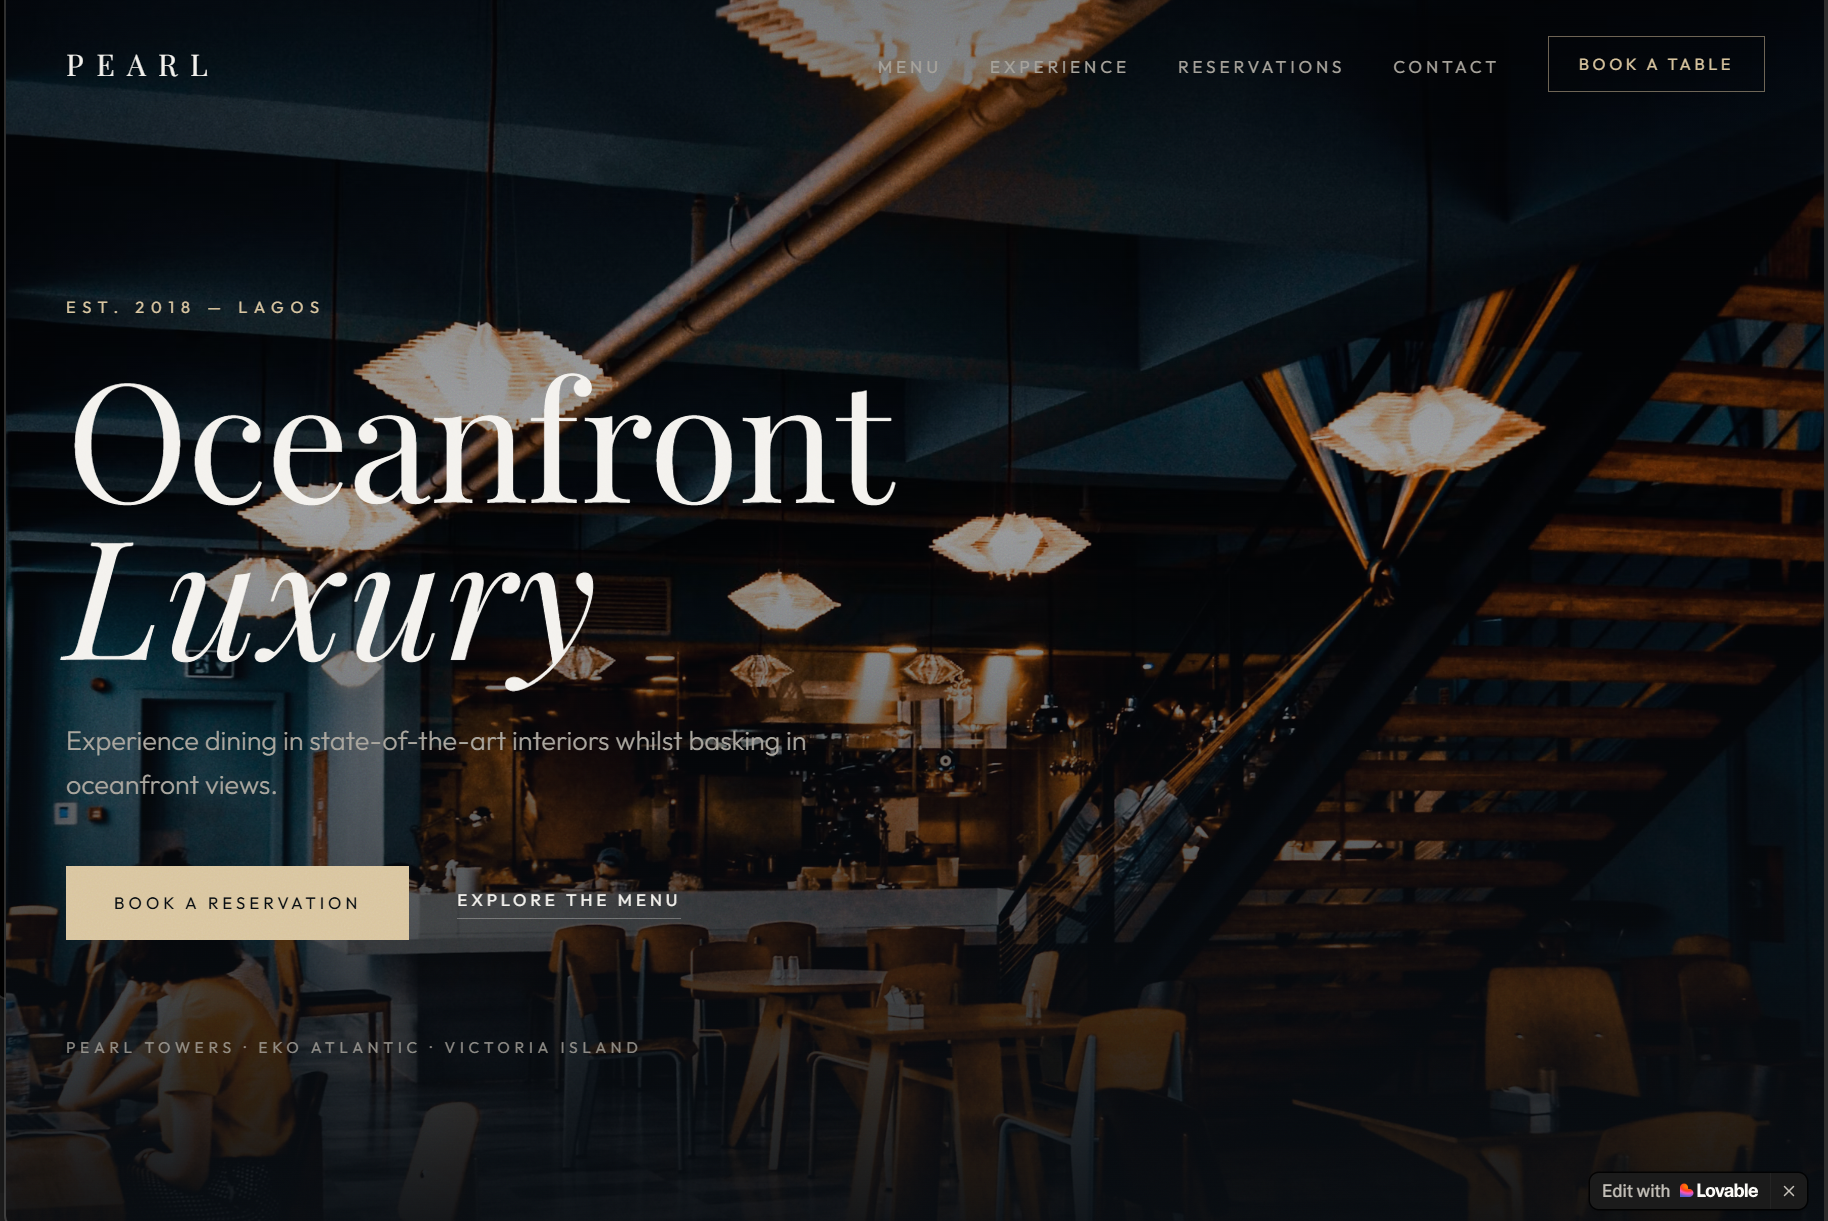 PEARL
MENU EXPERIENCE RESERVATIONS CONTACT BOOK A TABLE
EST. 2018 — LAGOS
Oceanfront
Luxury
Experience dining in state-of-the-art interiors whilst basking in
oceanfront views.
BOOK A RESERVATION EXPLORE THE MENU
PEARL TOWERS · EKO ATLANTIC · VICTORIA ISLAND
Edit with Lovable